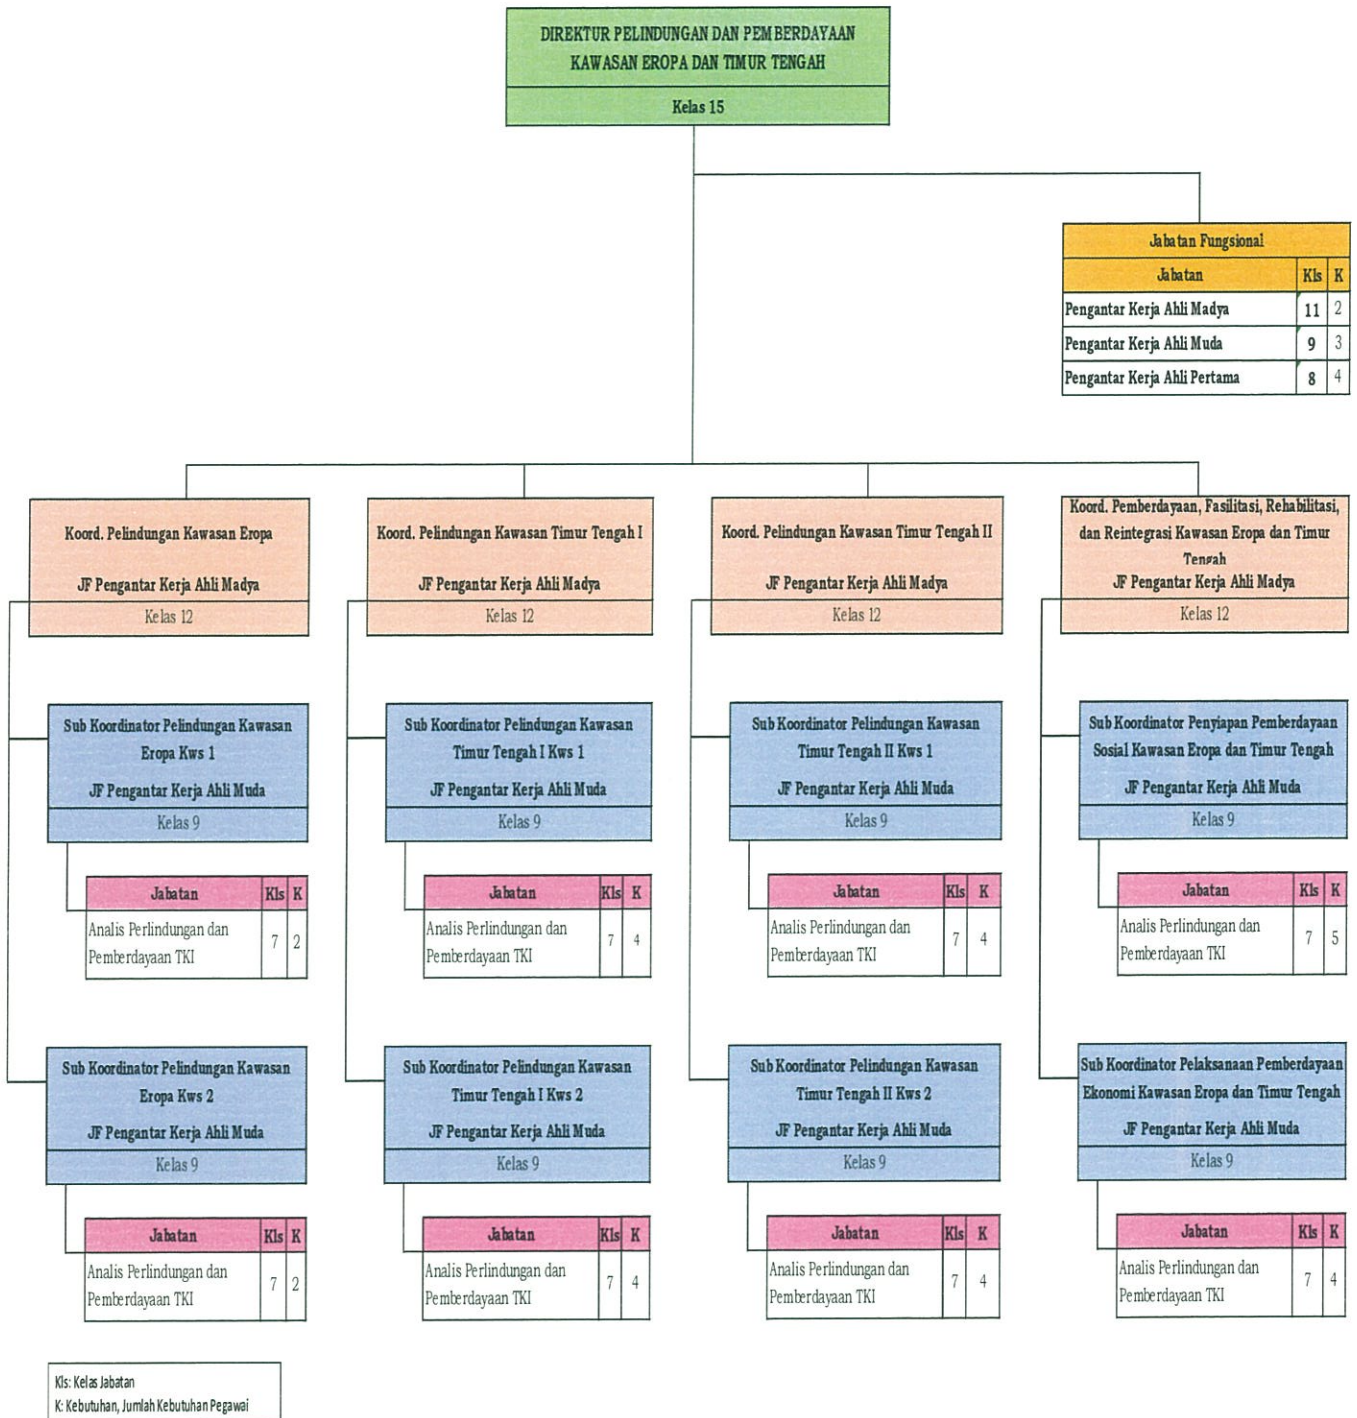 DIREKTUR PELINDUNGAN DAN PEMBERDAYAAN
KAWASAN EROPA DAN TIMUR TENGAH
Kelas 15
Jabatan Fungsional
Jabatan Kls K
Pengantar Kerja Ahli Madya 11 2
Pengantar Kerja Ahli Muda 9 3
Pengantar Kerja Ahli Pertama 8 4
Koord. Pelindungan Kawasan Eropa
JF Pengantar Kerja Ahli Madya
Kelas 12
Koord. Pelindungan Kawasan Timur Tengah I
JF Pengantar Kerja Ahli Madya
Kelas 12
Koord. Pelindungan Kawasan Timur Tengah II
JF Pengantar Kerja Ahli Madya
Kelas 12
Koord. Pemberdayaan, Fasilitasi, Rehabilitasi,
dan Reintegrasi Kawasan Eropa dan Timur
Tengah
JF Pengantar Kerja Ahli Madya
Kelas 12
Sub Koordinator Pelindungan Kawasan
Eropa Kws 1
JF Pengantar Kerja Ahli Muda
Kelas 9
Sub Koordinator Pelindungan Kawasan
Timur Tengah I Kws 1
JF Pengantar Kerja Ahli Muda
Kelas 9
Sub Koordinator Pelindungan Kawasan
Timur Tengah II Kws 1
JF Pengantar Kerja Ahli Muda
Kelas 9
Sub Koordinator Penyiapan Pemberdayaan
Sosial Kawasan Eropa dan Timur Tengah
JF Pengantar Kerja Ahli Muda
Kelas 9
Jabatan Kls K
Analis Perlindungan dan
Pemberdayaan TKI 7 2
Jabatan Kls K
Analis Perlindungan dan
Pemberdayaan TKI 7 4
Jabatan Kls K
Analis Perlindungan dan
Pemberdayaan TKI 7 4
Jabatan Kls K
Analis Perlindungan dan
Pemberdayaan TKI 7 5
Sub Koordinator Pelindungan Kawasan
Eropa Kws 2
JF Pengantar Kerja Ahli Muda
Kelas 9
Sub Koordinator Pelindungan Kawasan
Timur Tengah I Kws 2
JF Pengantar Kerja Ahli Muda
Kelas 9
Sub Koordinator Pelindungan Kawasan
Timur Tengah II Kws 2
JF Pengantar Kerja Ahli Muda
Kelas 9
Sub Koordinator Pelaksanaan Pemberdayaan
Ekonomi Kawasan Eropa dan Timur Tengah
JF Pengantar Kerja Ahli Muda
Kelas 9
Jabatan Kls K
Analis Perlindungan dan
Pemberdayaan TKI 7 2
Jabatan Kls K
Analis Perlindungan dan
Pemberdayaan TKI 7 4
Jabatan Kls K
Analis Perlindungan dan
Pemberdayaan TKI 7 4
Jabatan Kls K
Analis Perlindungan dan
Pemberdayaan TKI 7 4
Kls: Kelas Jabatan
K: Kebutuhan, Jumlah Kebutuhan Pegawai